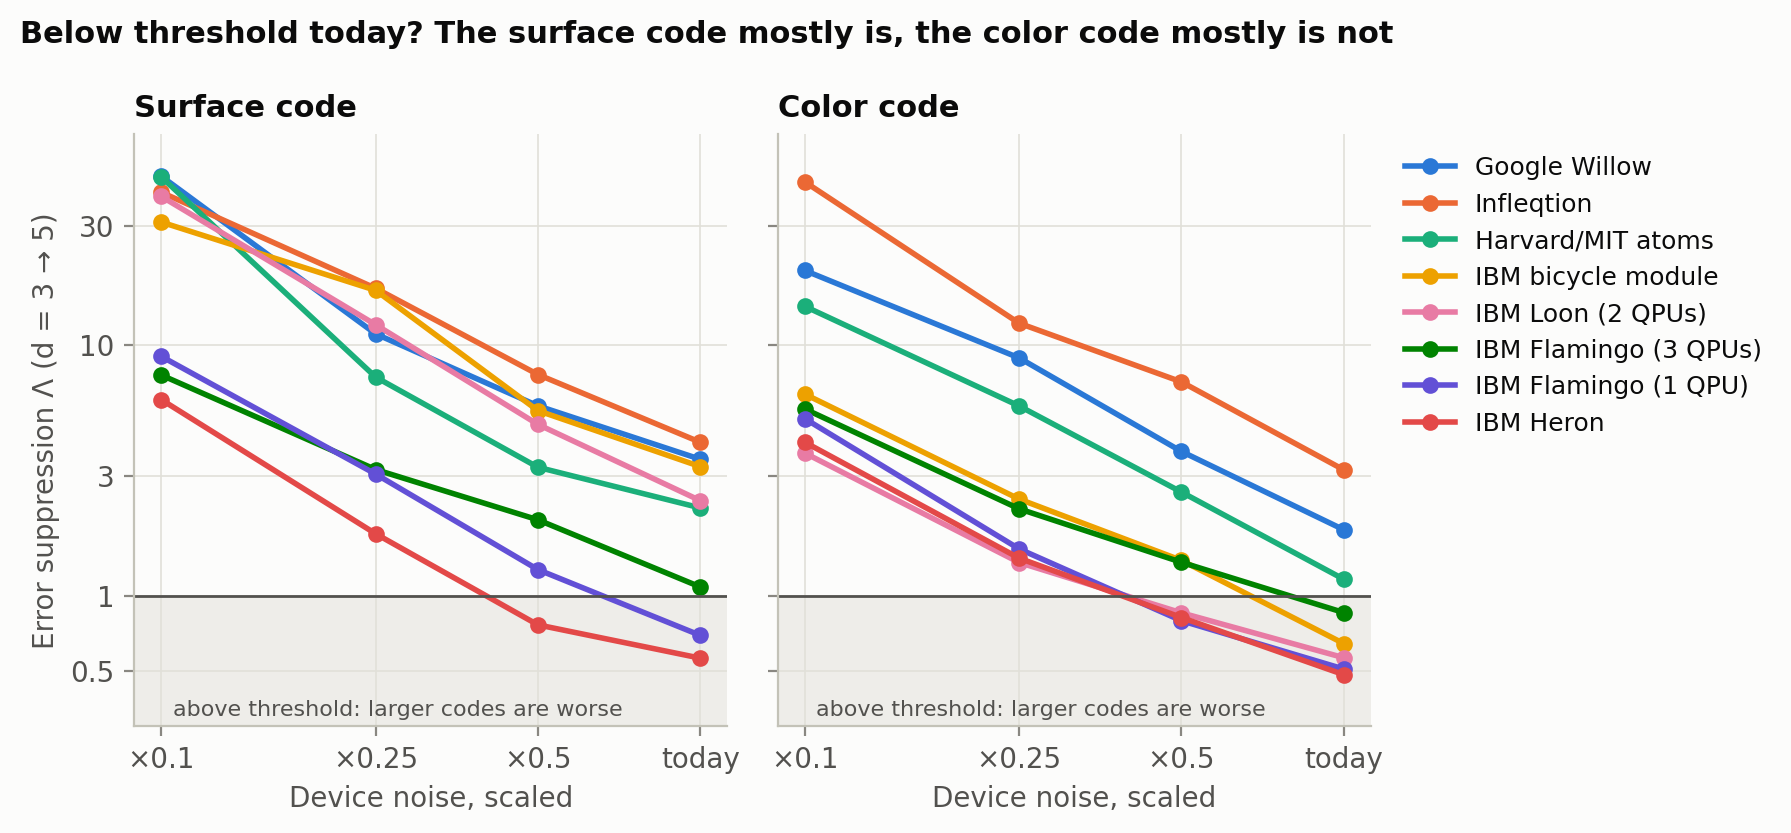 Below threshold today? The surface code mostly is, the color code mostly is not
Surface code
Error suppression Λ (d = 3 → 5)
30
10
3
1
0.5
above threshold: larger codes are worse
×0.1 ×0.25 ×0.5 today
Device noise, scaled
Color code
above threshold: larger codes are worse
×0.1 ×0.25 ×0.5 today
Device noise, scaled
Google Willow
Infleqtion
Harvard/MIT atoms
IBM bicycle module
IBM Loon (2 QPUs)
IBM Flamingo (3 QPUs)
IBM Flamingo (1 QPU)
IBM Heron